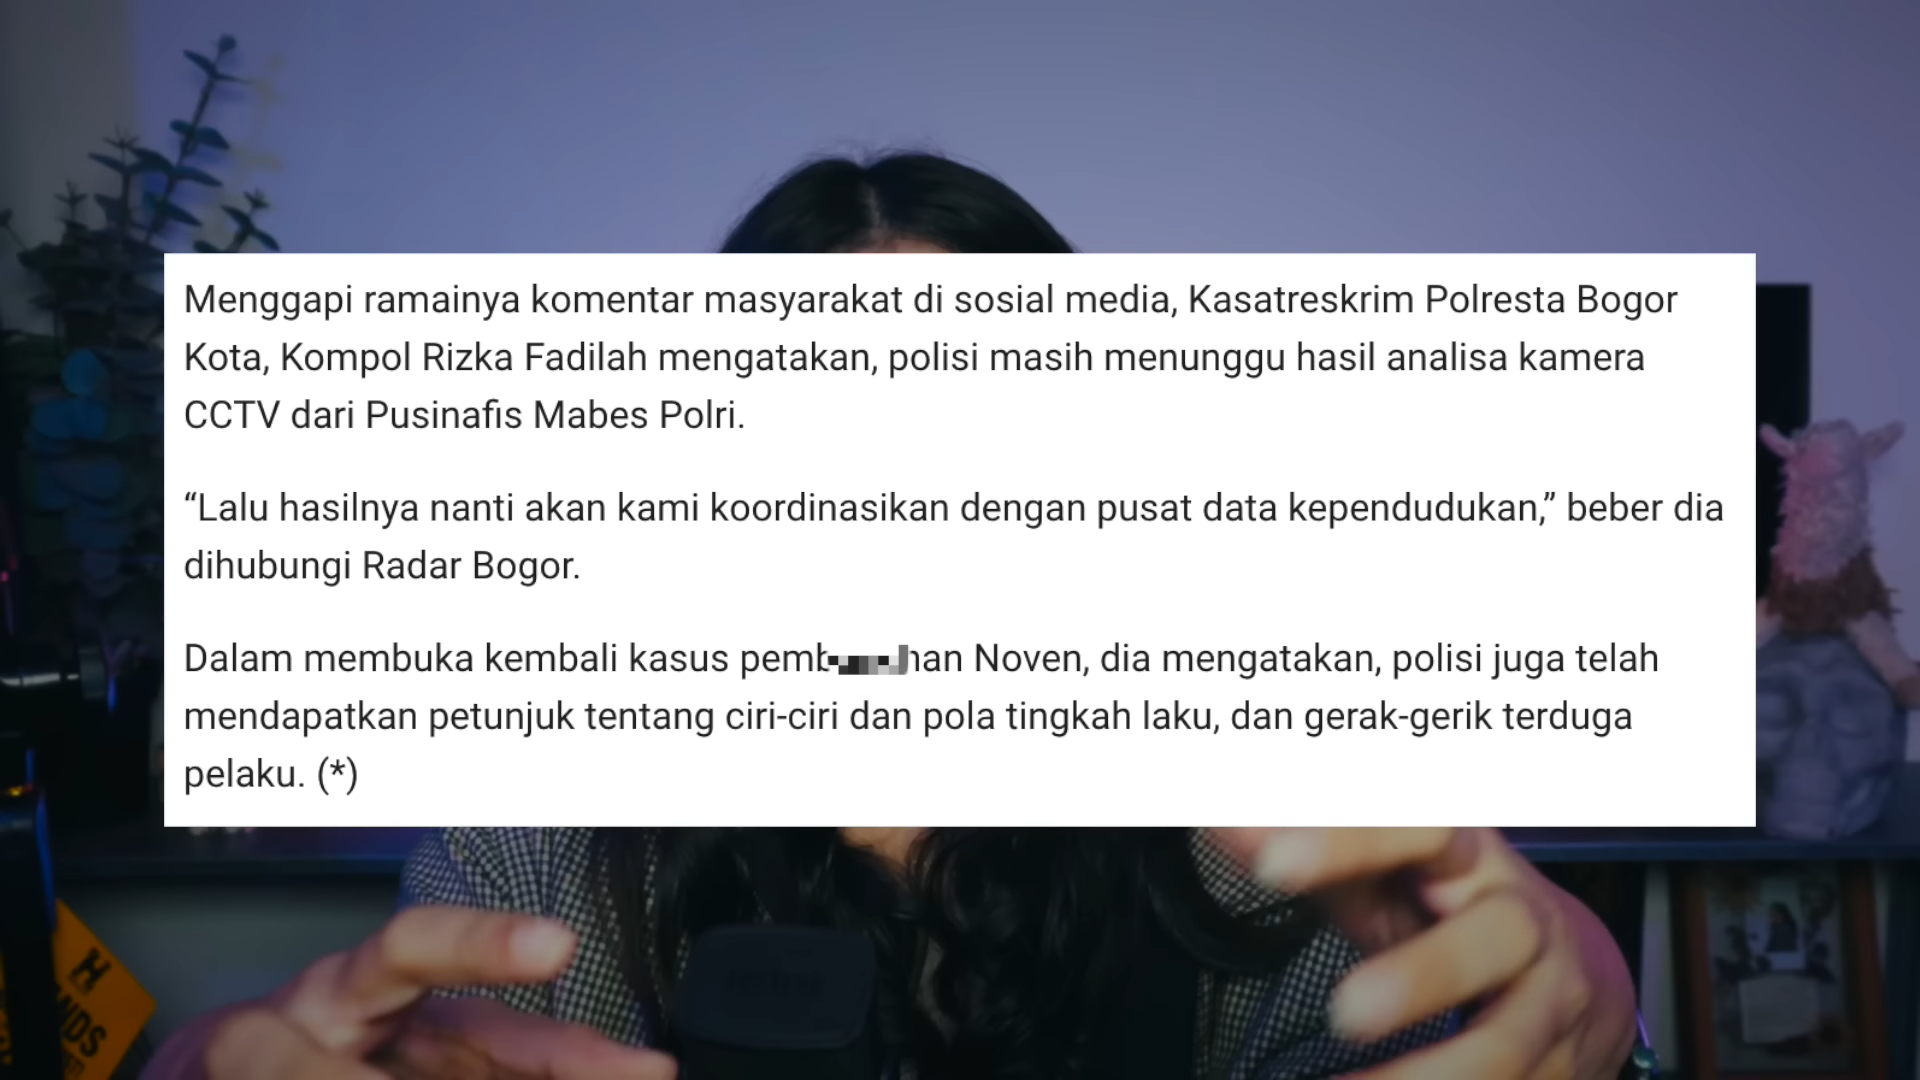 Menggapi ramainya komentar masyarakat di sosial media, Kasatreskrim Polresta Bogor
Kota, Kompol Rizka Fadilah mengatakan, polisi masih menunggu hasil analisa kamera
CCTV dari Pusinafis Mabes Polri.
“Lalu hasilnya nanti akan kami koordinasikan dengan pusat data kependudukan,” beber dia
dihubungi Radar Bogor.
Dalam membuka kembali kasus Noven, dia mengatakan, polisi juga telah
mendapatkan petunjuk tentang ciri-ciri dan pola tingkah laku, dan gerak-gerik terduga
pelaku. (*)
H